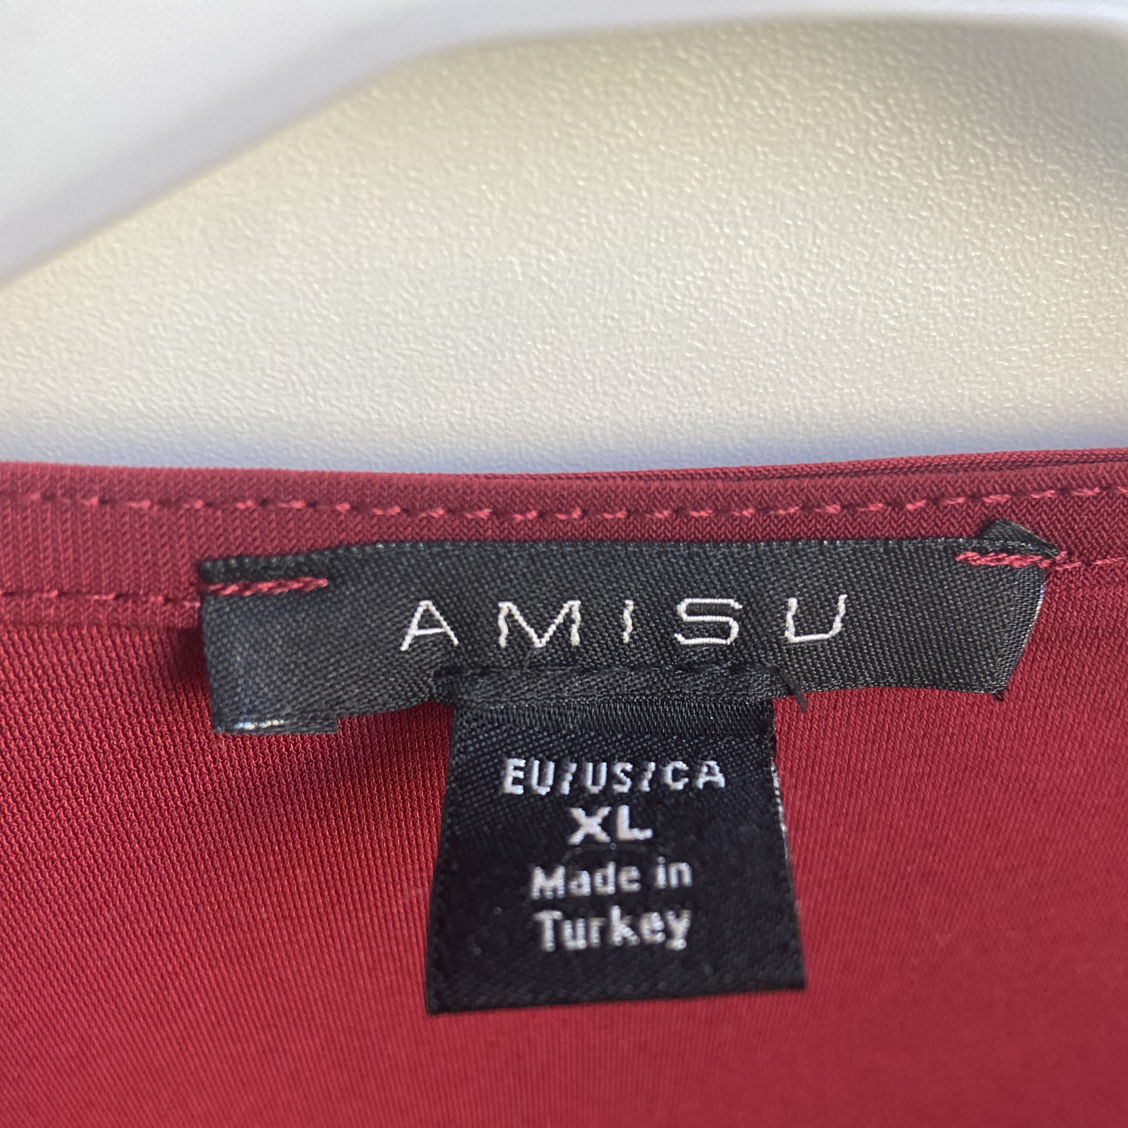 AMISU
EU/US/CA
XL
Made in
Turkey